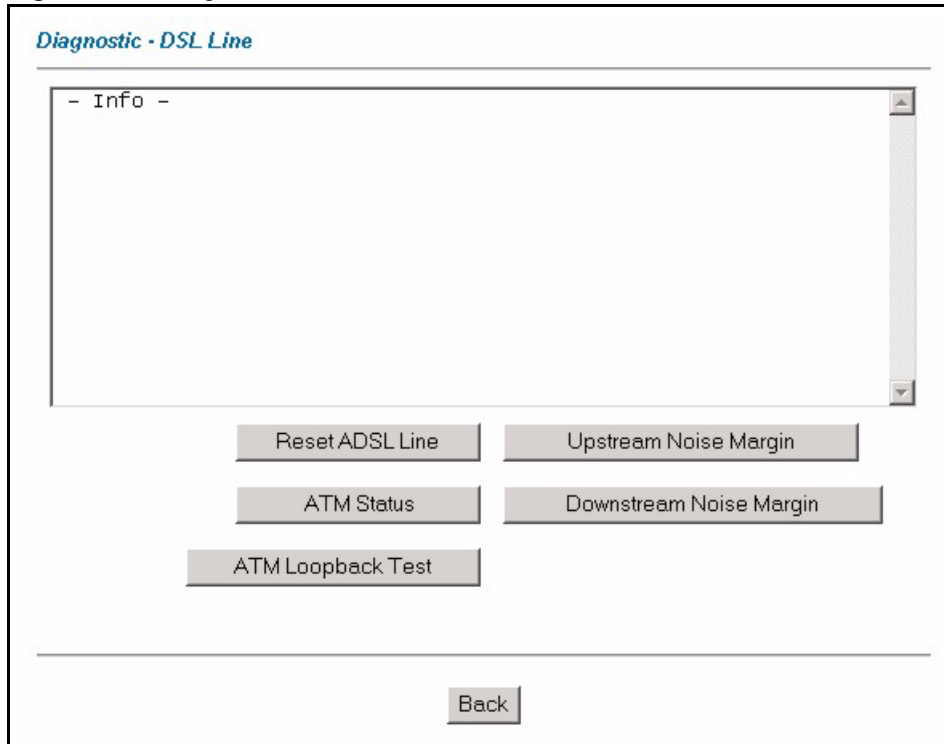 Diagnostic - DSL Line
- Info -
Reset ADSL Line
Upstream Noise Margin
ATM Status
Downstream Noise Margin
ATM Loopback Test
Back